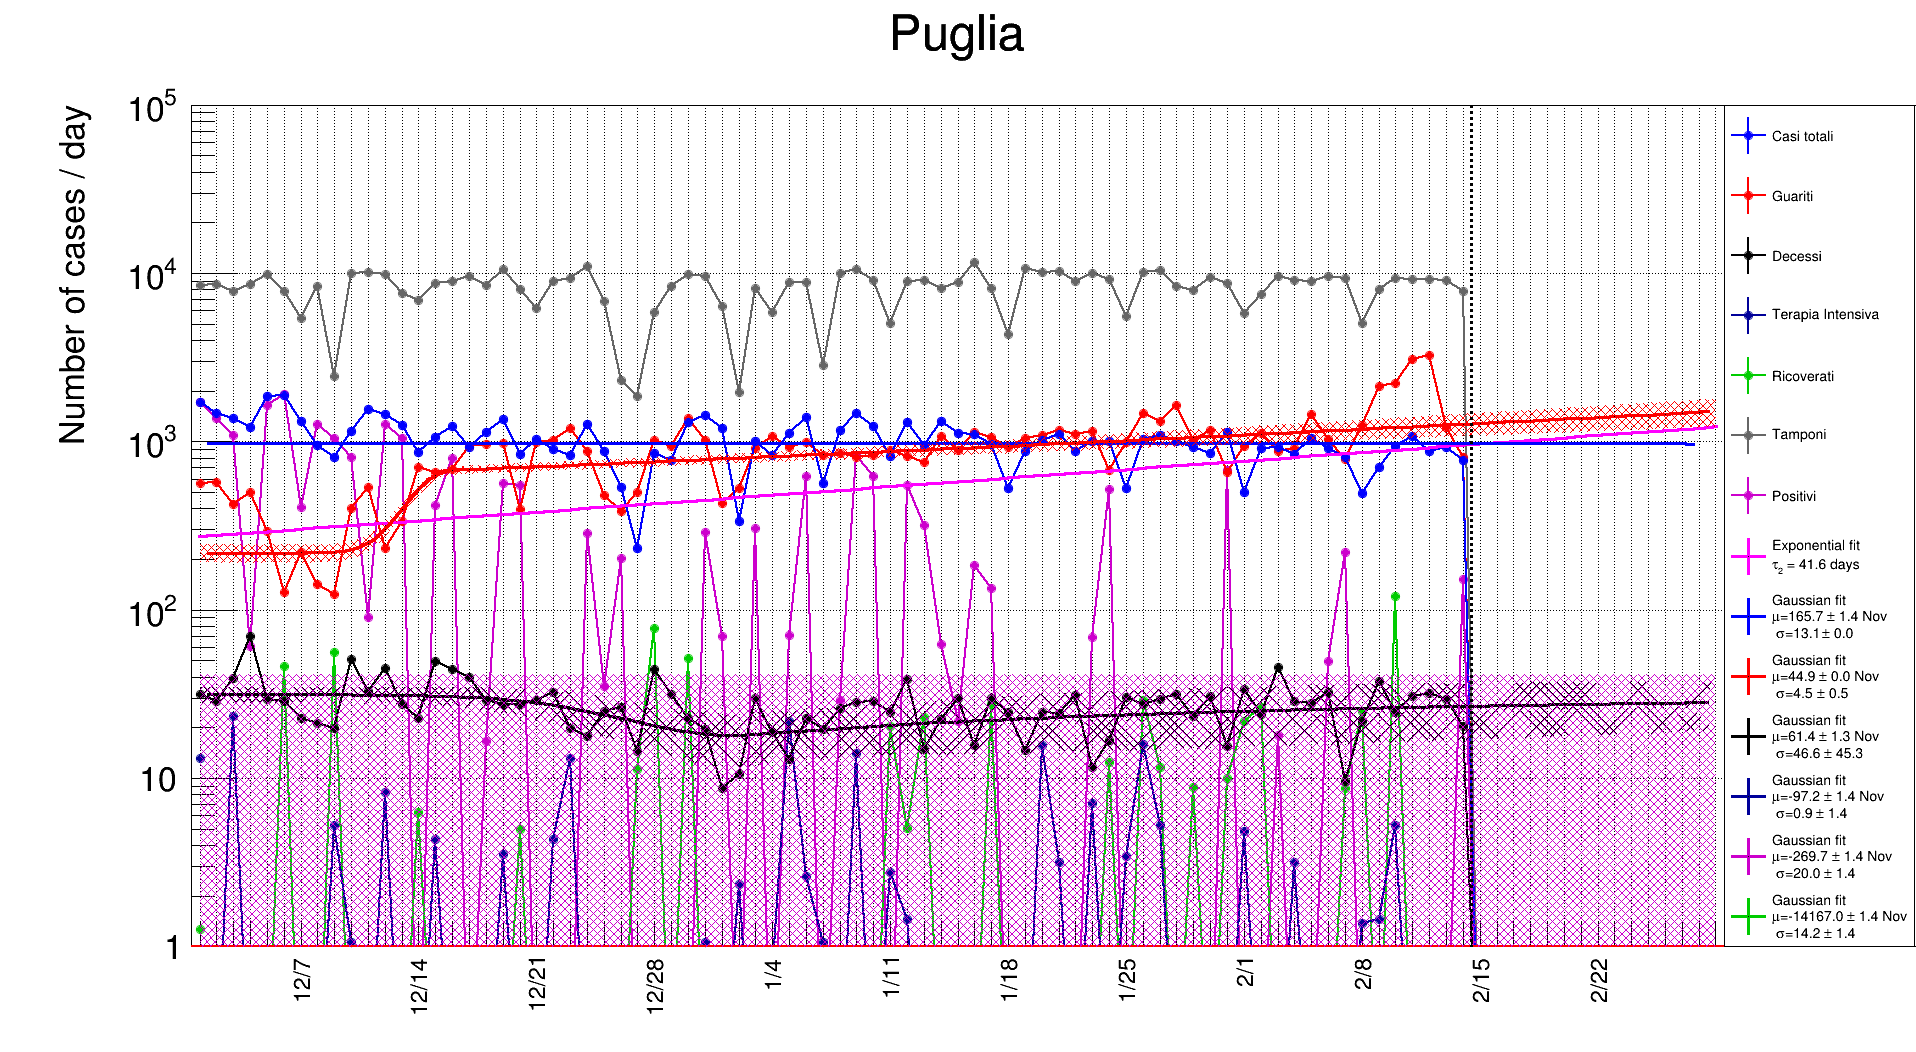 Puglia
Number of cases / day
10^5
10^4
10^3
10^2
10
1
12/7
12/14
12/21
12/28
1/4
1/11
1/18
1/25
2/1
2/8
2/15
2/22
Casi totali
Guariti
Decessi
Terapia Intensiva
Ricoverati
Tamponi
Positivi
Exponential fit
τ₂ = 41.6 days
Gaussian fit
μ=165.7 ± 1.4 Nov
σ=13.1 ± 0.0
Gaussian fit
μ=44.9 ± 0.0 Nov
σ=4.5 ± 0.5
Gaussian fit
μ=61.4 ± 1.3 Nov
σ=46.6 ± 45.3
Gaussian fit
μ=-97.2 ± 1.4 Nov
σ=0.9 ± 1.4
Gaussian fit
μ=-269.7 ± 1.4 Nov
σ=20.0 ± 1.4
Gaussian fit
μ=-14167.0 ± 1.4 Nov
σ=14.2 ± 1.4